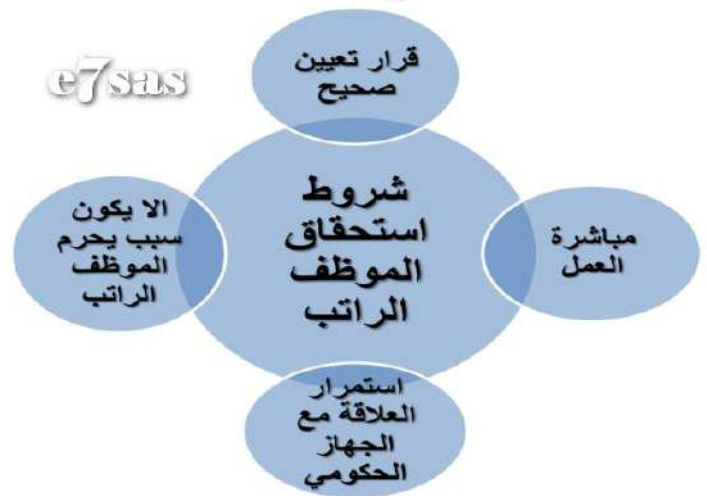 قرار تعيين
صحيح
e7sas
شروط
استحقاق
الموظف
الراتب
مباشرة
العمل
الا يكون
سبب يحرم
الموظف
الراتب
استمرار
العلاقة مع
الجهاز
الحكومي